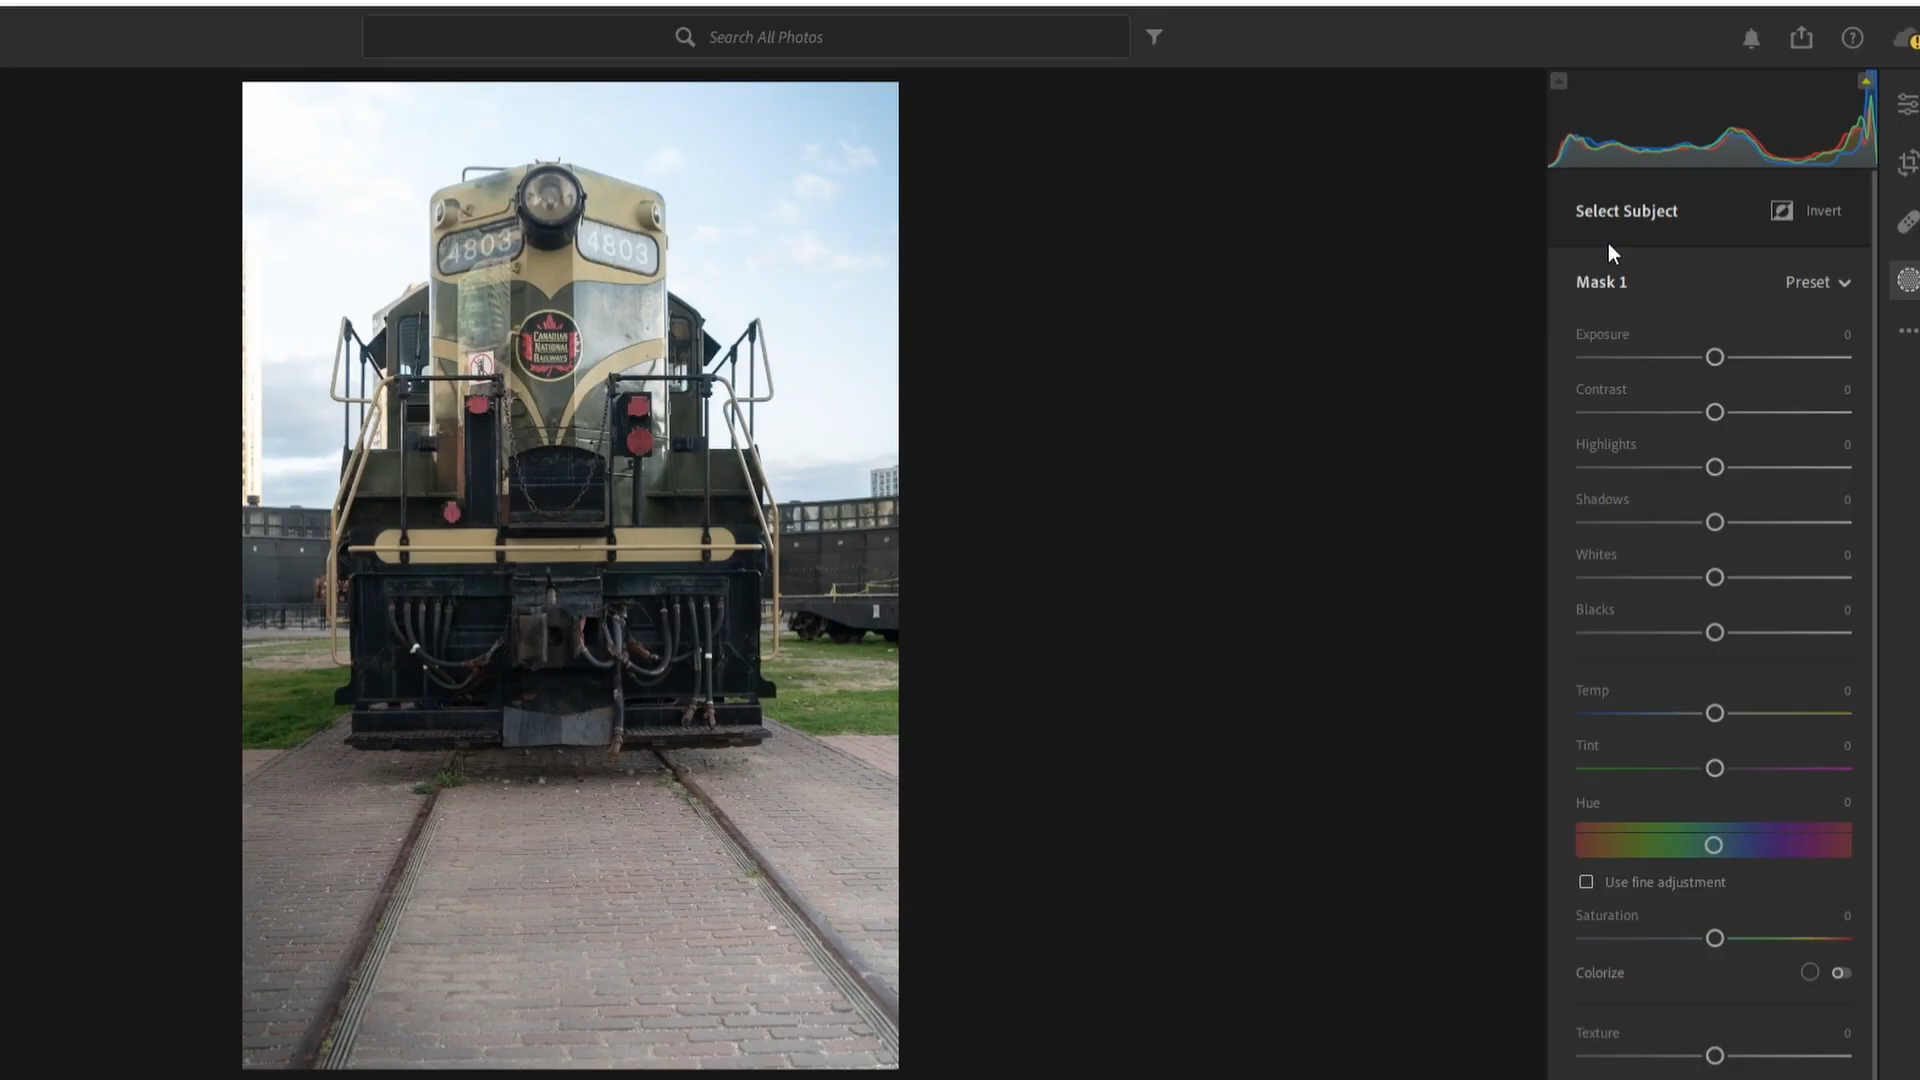 Search All Photos
Select Subject
Invert
Mask 1
Preset
Exposure 0
Contrast 0
Highlights 0
Shadows 0
Whites 0
Blacks 0
Temp 0
Tint 0
Hue 0
Use fine adjustment
Saturation 0
Colorize
Texture 0
4803
4803
CANADIAN
NATIONAL
RAILWAYS